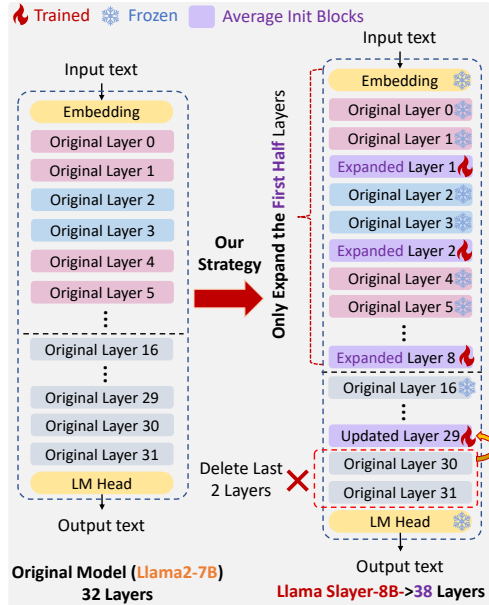 Trained Frozen Average Init Blocks
Input text
Embedding
Original Layer 0
Original Layer 1
Original Layer 2
Original Layer 3
Original Layer 4
Original Layer 5
Original Layer 16
Original Layer 29
Original Layer 30
Original Layer 31
LM Head
Output text
Original Model (Llama2-7B)
32 Layers
Our
Strategy
Only Expand the First Half Layers
Delete Last
2 Layers
Input text
Embedding
Original Layer 0
Original Layer 1
Expanded Layer 1
Original Layer 2
Original Layer 3
Expanded Layer 2
Original Layer 4
Original Layer 5
Expanded Layer 8
Original Layer 16
Updated Layer 29
Original Layer 30
Original Layer 31
LM Head
Output text
Llama Slayer-8B->38 Layers